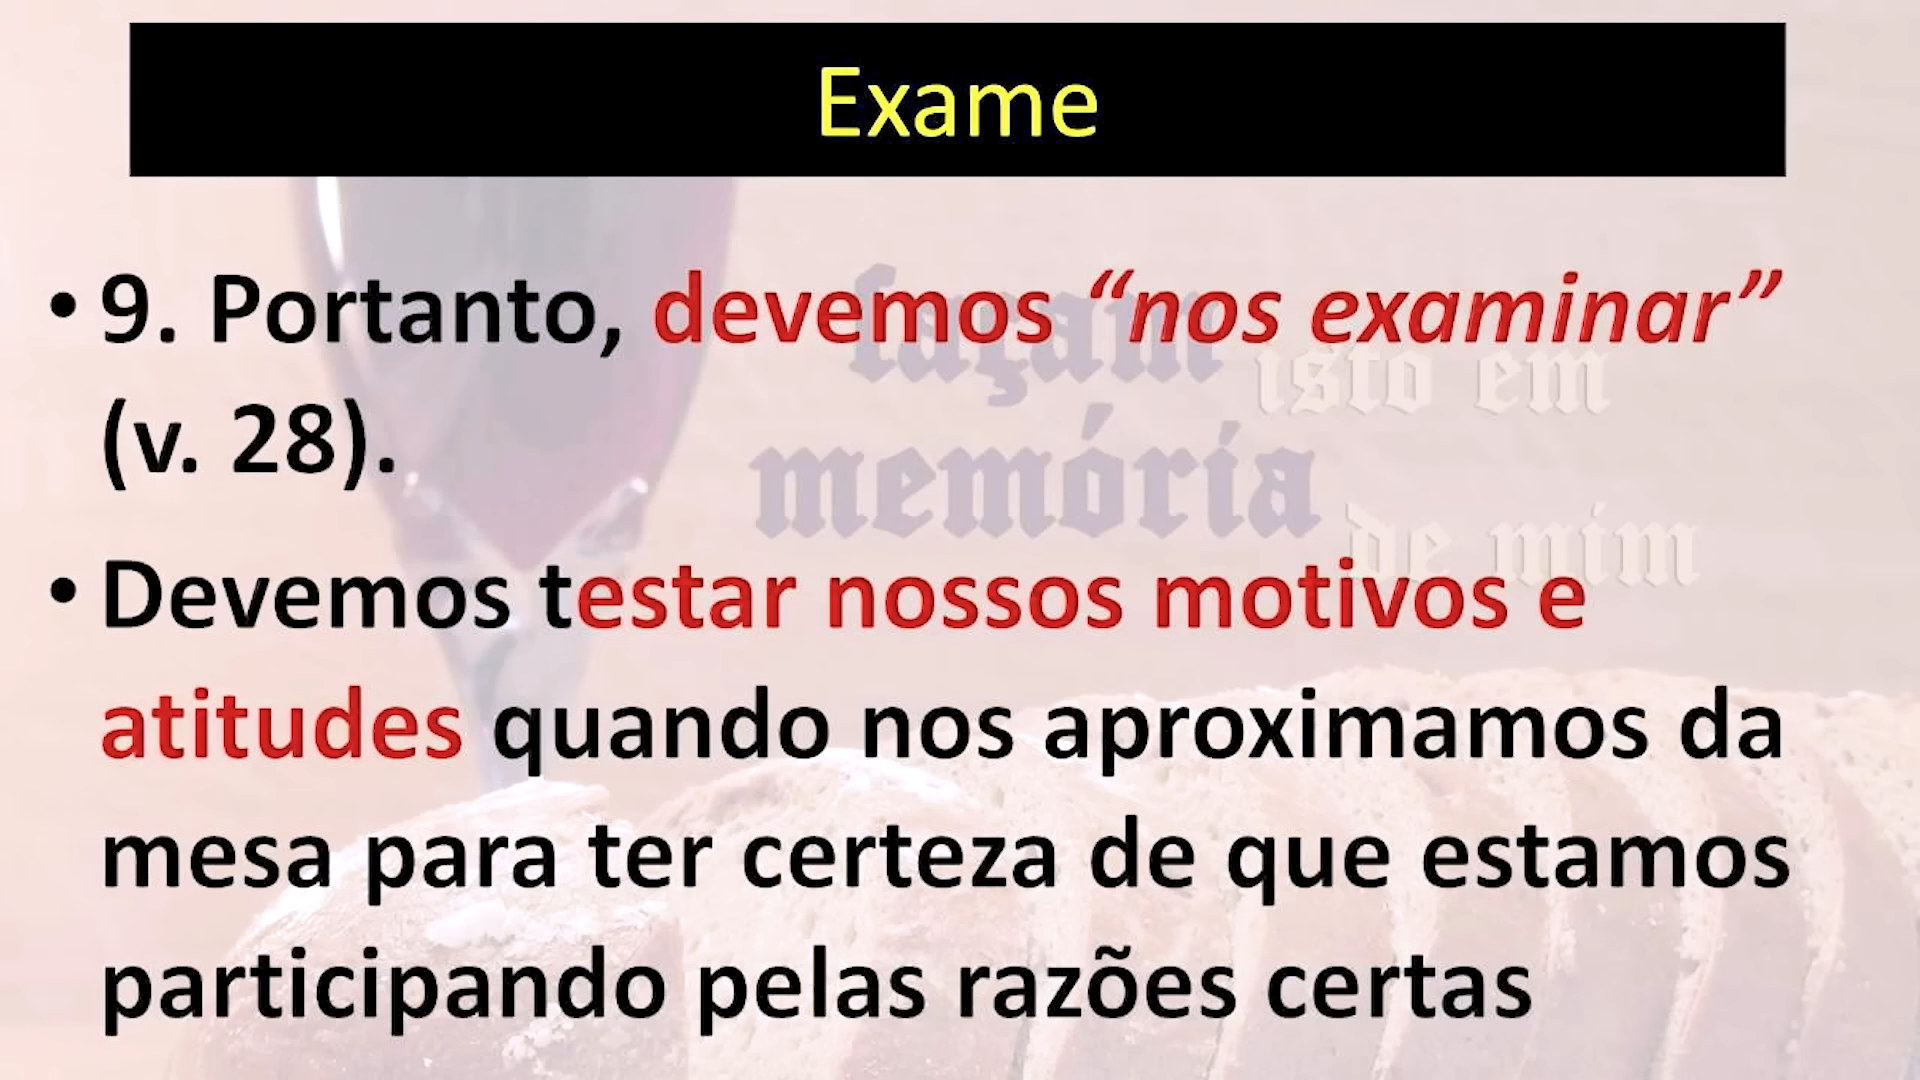 Exame
• 9. Portanto, devemos “nos examinar”
(v. 28).
• Devemos testar nossos motivos e
atitudes quando nos aproximamos da
mesa para ter certeza de que estamos
participando pelas razões certas
façam
isto em
memória
de mim